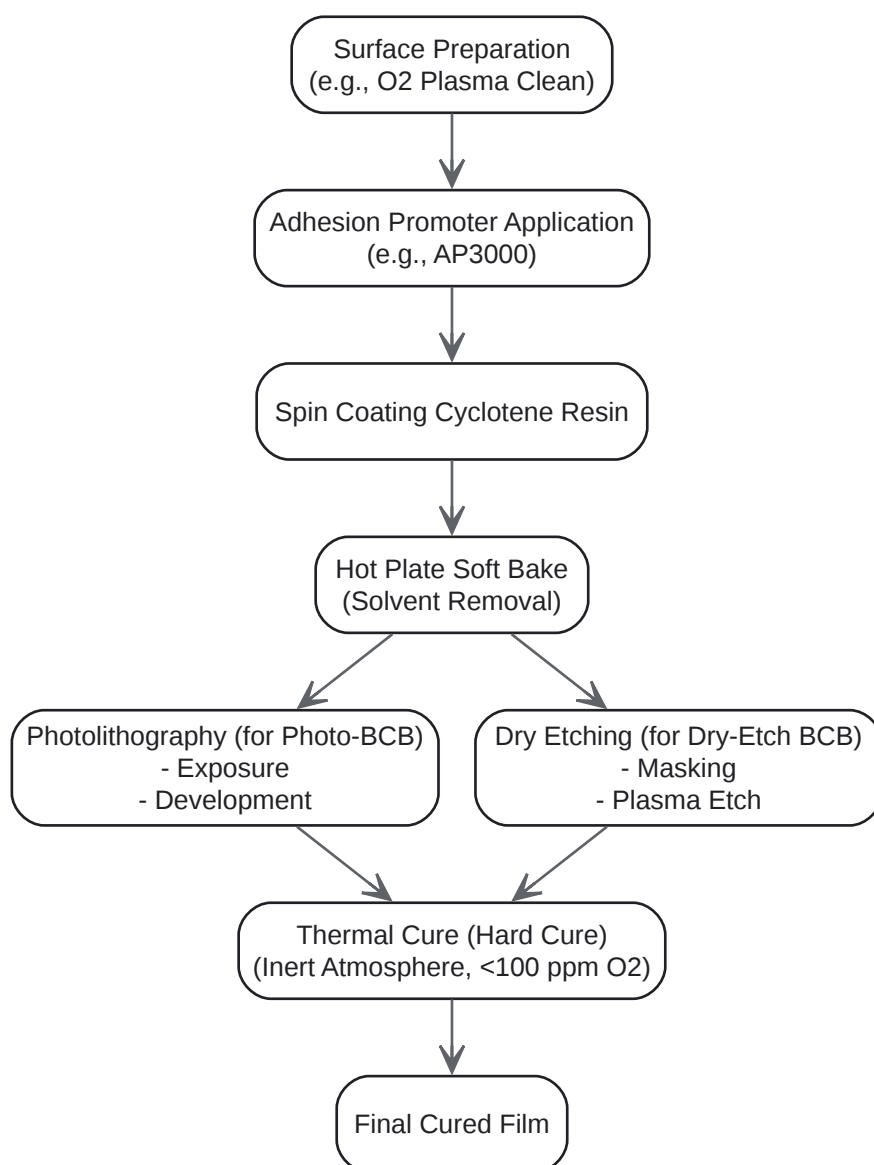 Surface Preparation
(e.g., O2 Plasma Clean)
Adhesion Promoter Application
(e.g., AP3000)
Spin Coating Cyclotene Resin
Hot Plate Soft Bake
(Solvent Removal)
Photolithography (for Photo-BCB)
- Exposure
- Development
Dry Etching (for Dry-Etch BCB)
- Masking
- Plasma Etch
Thermal Cure (Hard Cure)
(Inert Atmosphere, <100 ppm O2)
Final Cured Film